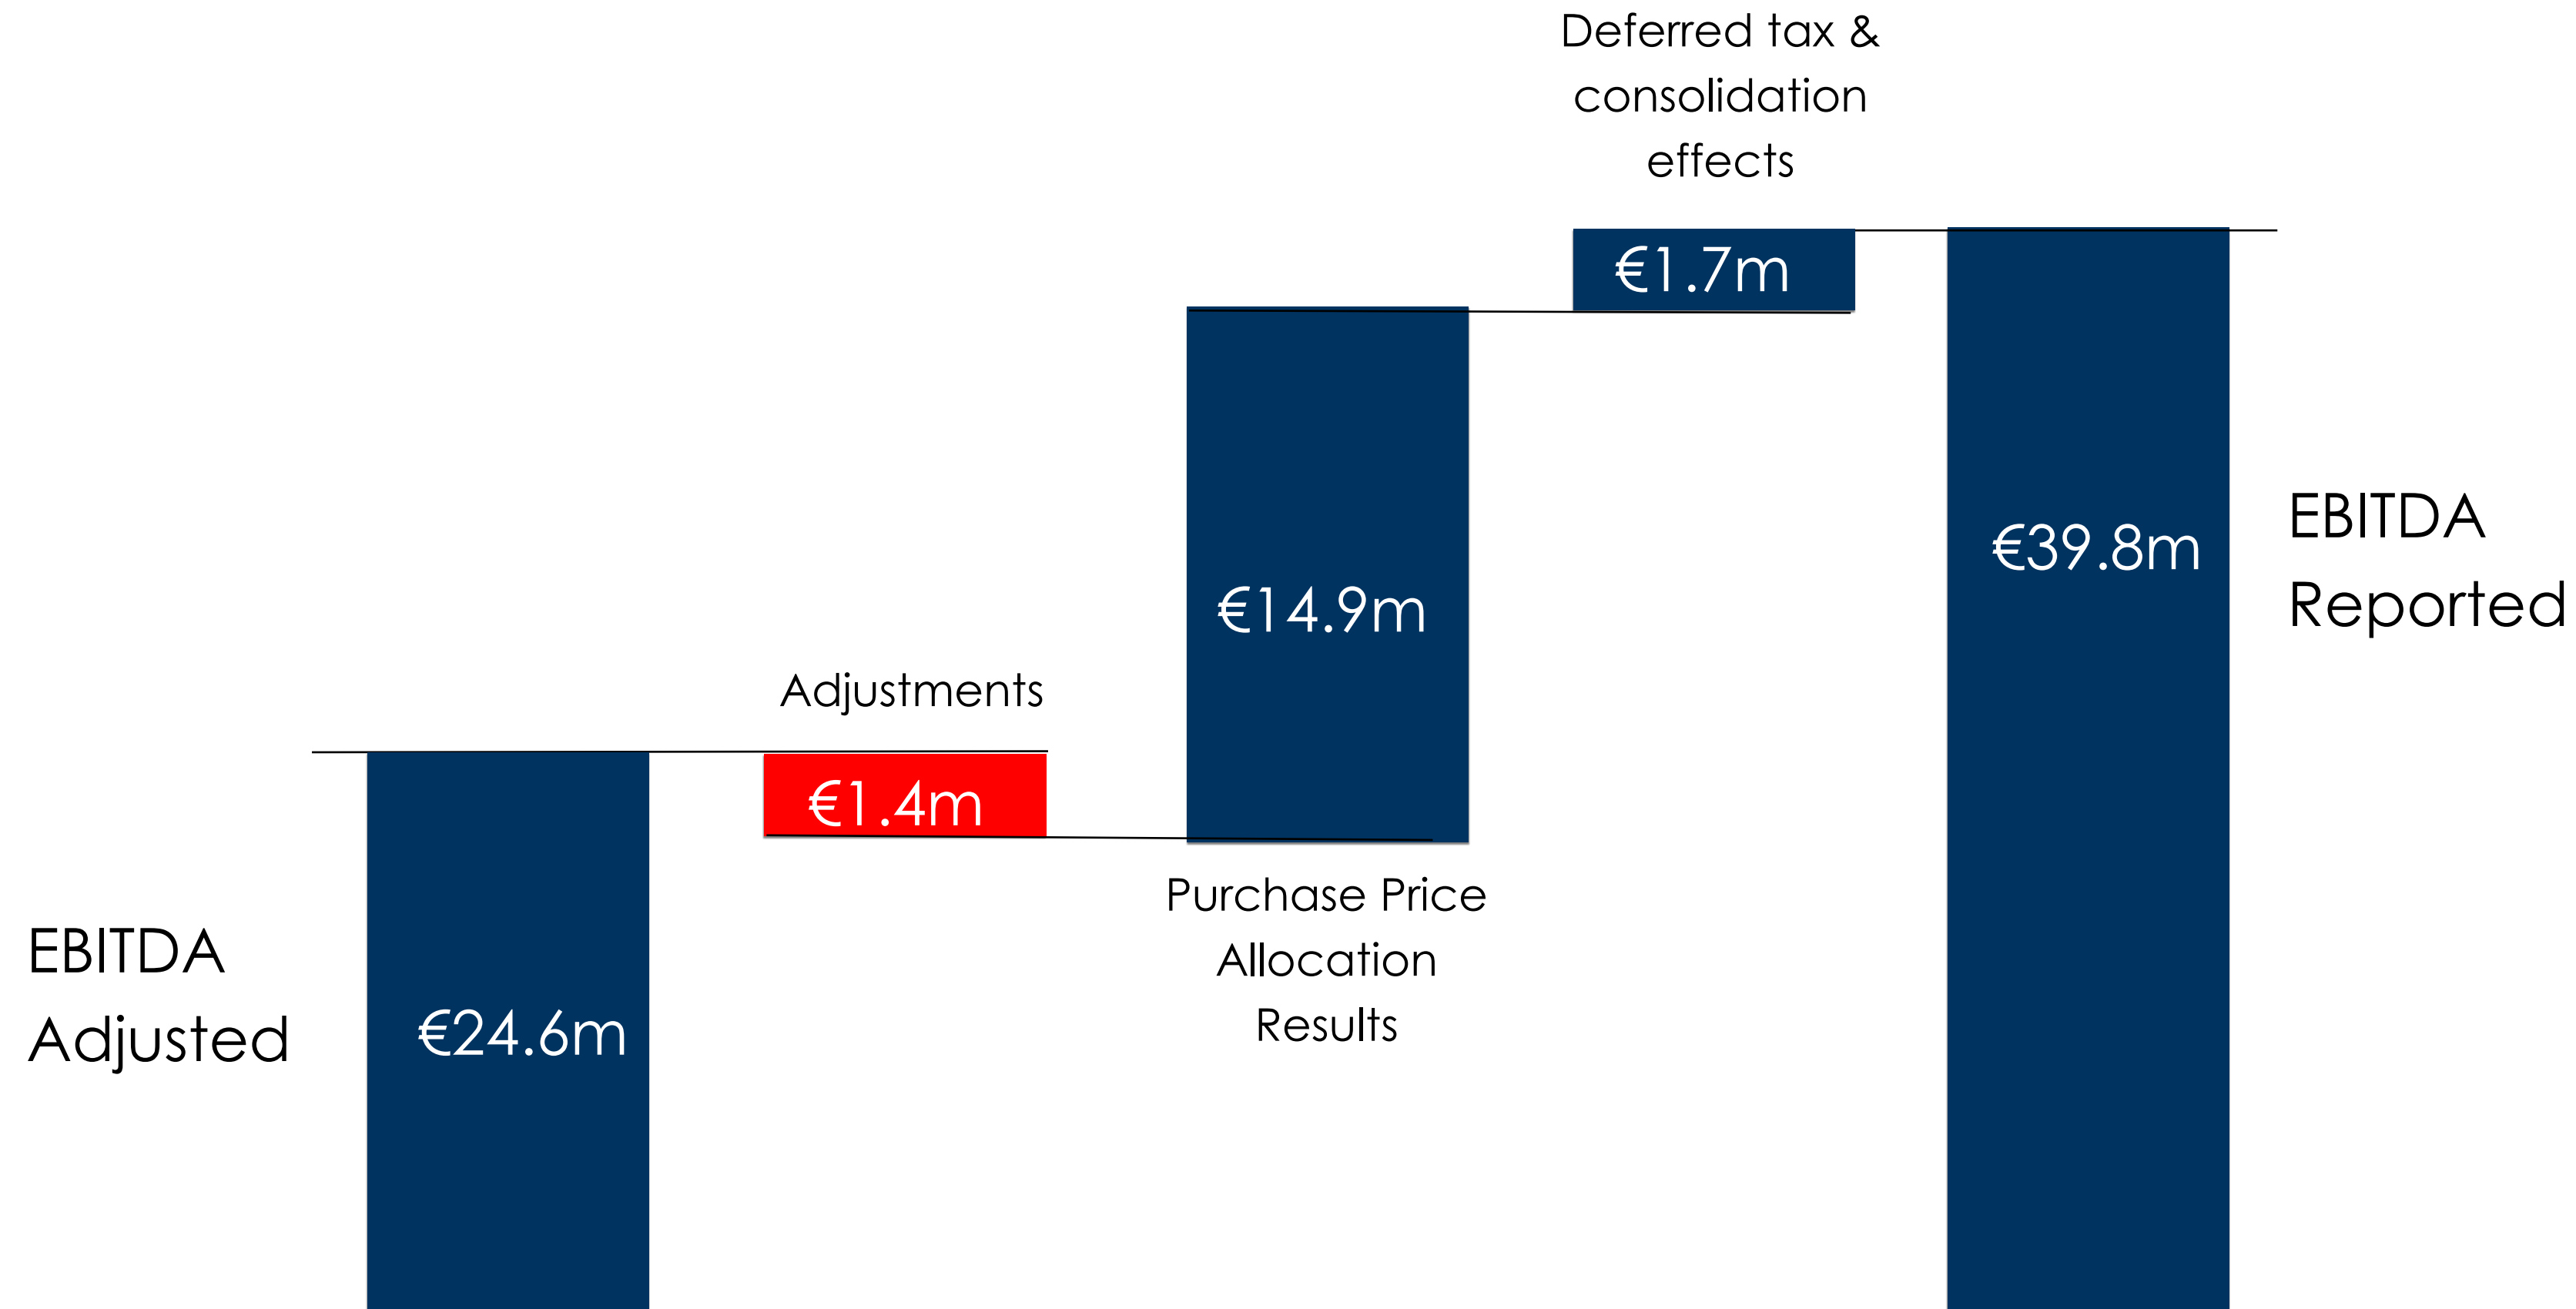 EBITDA
Adjusted
€24.6m
Adjustments
€1.4m
€14.9m
Purchase Price
Allocation
Results
Deferred tax &
consolidation
effects
€1.7m
€39.8m
EBITDA
Reported